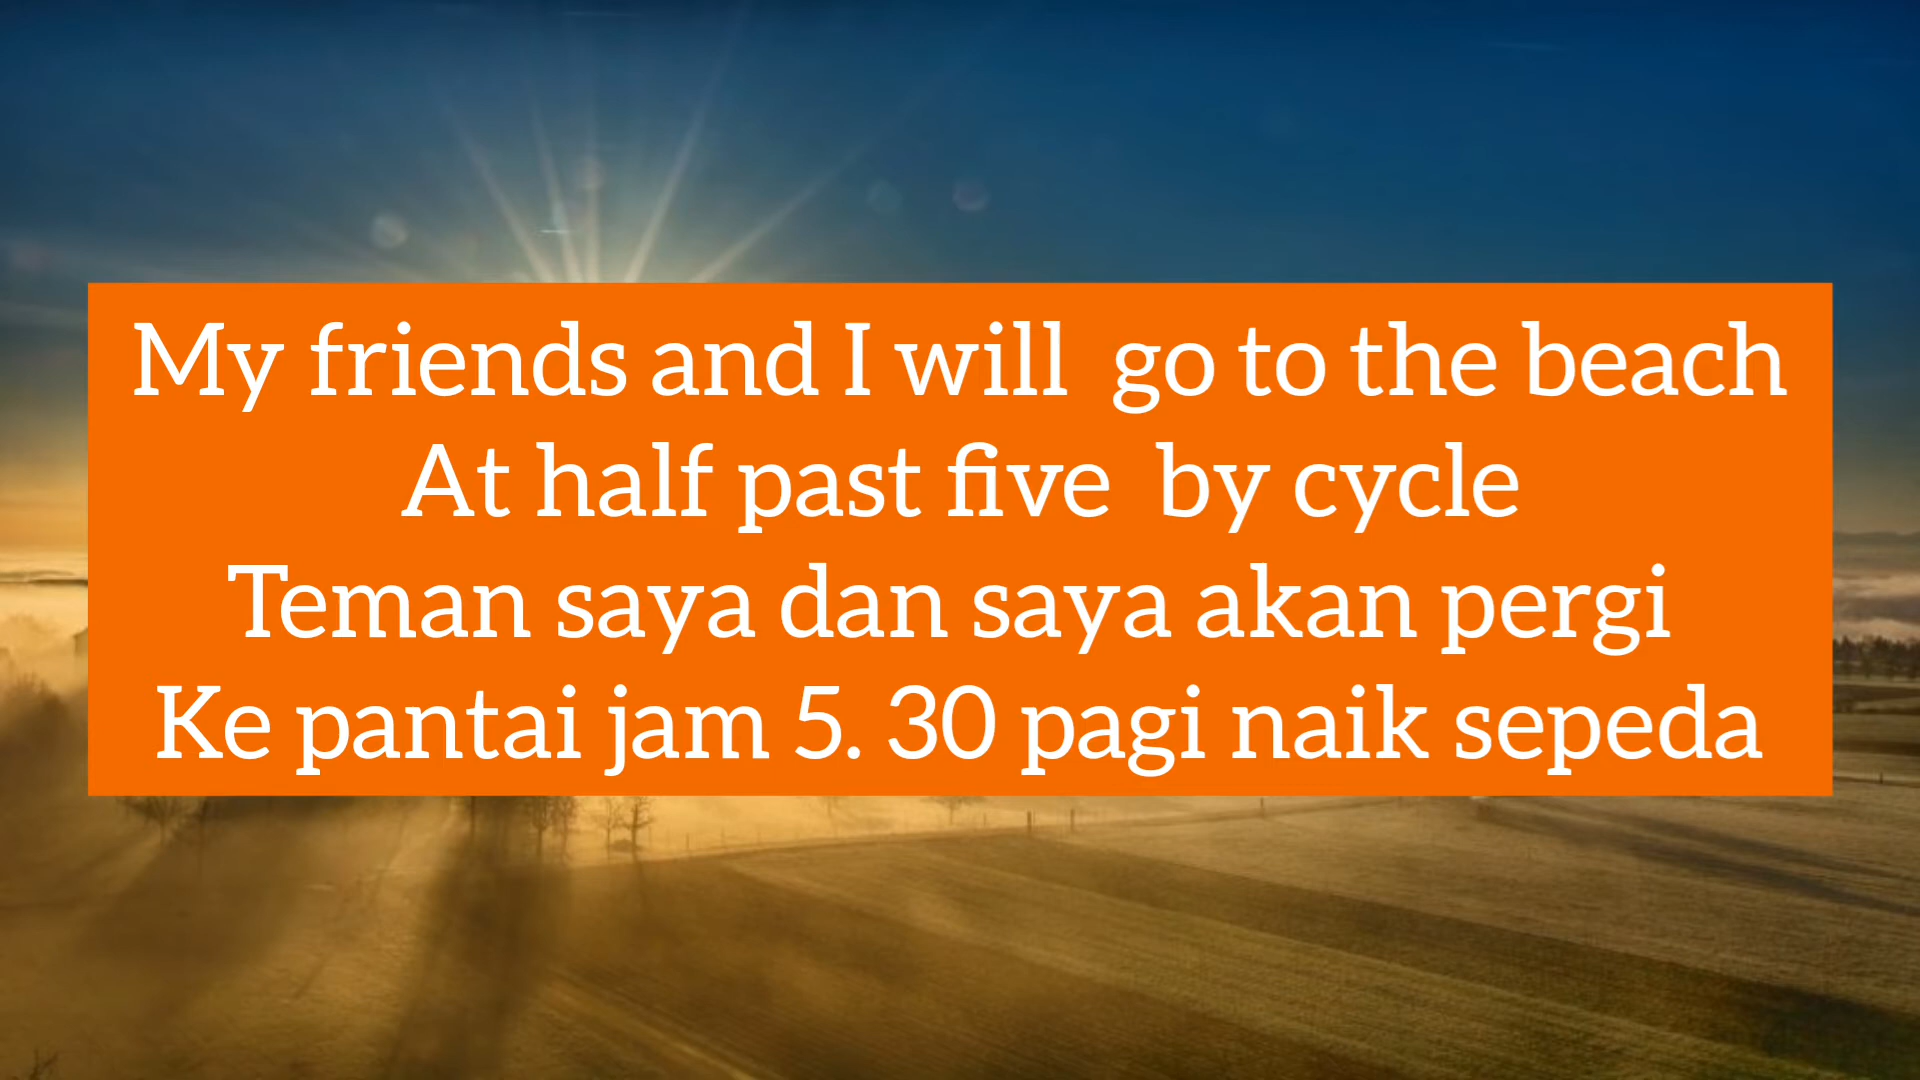 My friends and I will  go to the beach
At half past five  by cycle
Teman saya dan saya akan pergi
Ke pantai jam 5. 30 pagi naik sepeda